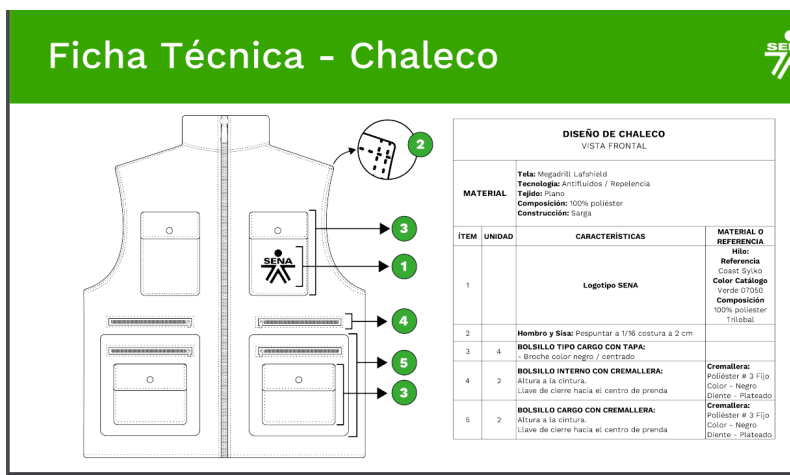 Ficha Técnica - Chaleco
2
3
SENA
1
4
5
3
DISEÑO DE CHALECO
VISTA FRONTAL
MATERIAL
Tela: Megadrill Lafshield
Tecnología: Antifluidos / Repelencia
Tejido: Plano
Composición: 100% poliéster
Construcción: Sarga
ÍTEM UNIDAD CARACTERÍSTICAS MATERIAL O REFERENCIA
1 Logotipo SENA
Hilo:
Referencia
Coast Sylko
Color Catálogo
Verde 07050
Composición
100% poliester
Trilobal
2 Hombro y Sisa: Pespuntar a 1/16 costura a 2 cm
3 4 BOLSILLO TIPO CARGO CON TAPA:
- Broche color negro / centrado
4 2 BOLSILLO INTERNO CON CREMALLERA:
Altura a la cintura.
Llave de cierre hacia el centro de prenda
Cremallera:
Poliéster # 3 Fijo
Color - Negro
Diente - Plateado
5 2 BOLSILLO CARGO CON CREMALLERA:
Altura a la cintura.
Llave de cierre hacia el centro de prenda
Cremallera:
Poliéster # 3 Fijo
Color - Negro
Diente - Plateado